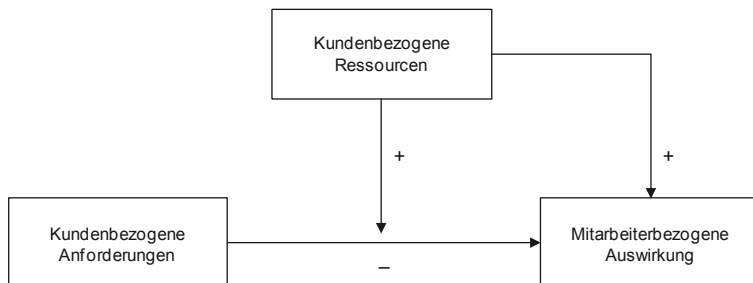 Kundenbezogene
Ressourcen
+
+
Kundenbezogene
Anforderungen
Mitarbeiterbezogene
Auswirkung
–